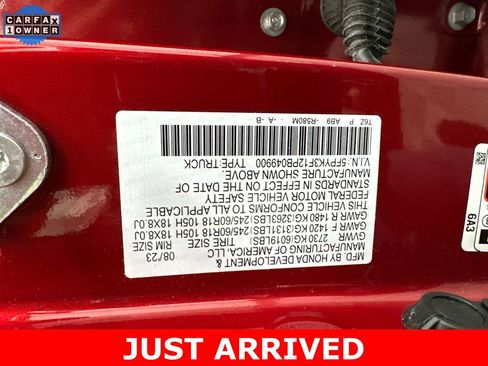 CARFAX
1 OWNER
MFD. BY HONDA DEVELOPMENT &
MANUFACTURING OF AMERICA, LLC
08/23
TIRE SIZE RIM SIZE
GVWR 2730 KG(6019LBS)
GAWR F 1420 KG(3131LBS) 245/60R18 105H 18X8.0J
GAWR R 1480 KG(3263LBS) 245/60R18 105H 18X8.0J
THIS VEHICLE CONFORMS TO ALL APPLICABLE
FEDERAL MOTOR VEHICLE SAFETY
STANDARDS IN EFFECT ON THE DATE OF
MANUFACTURE SHOWN ABOVE.
V.I.N: 5FPYK3F12PB049900 TYPE:TRUCK
T6Z P AB9 -R580M -A -B
6A3
JUST ARRIVED